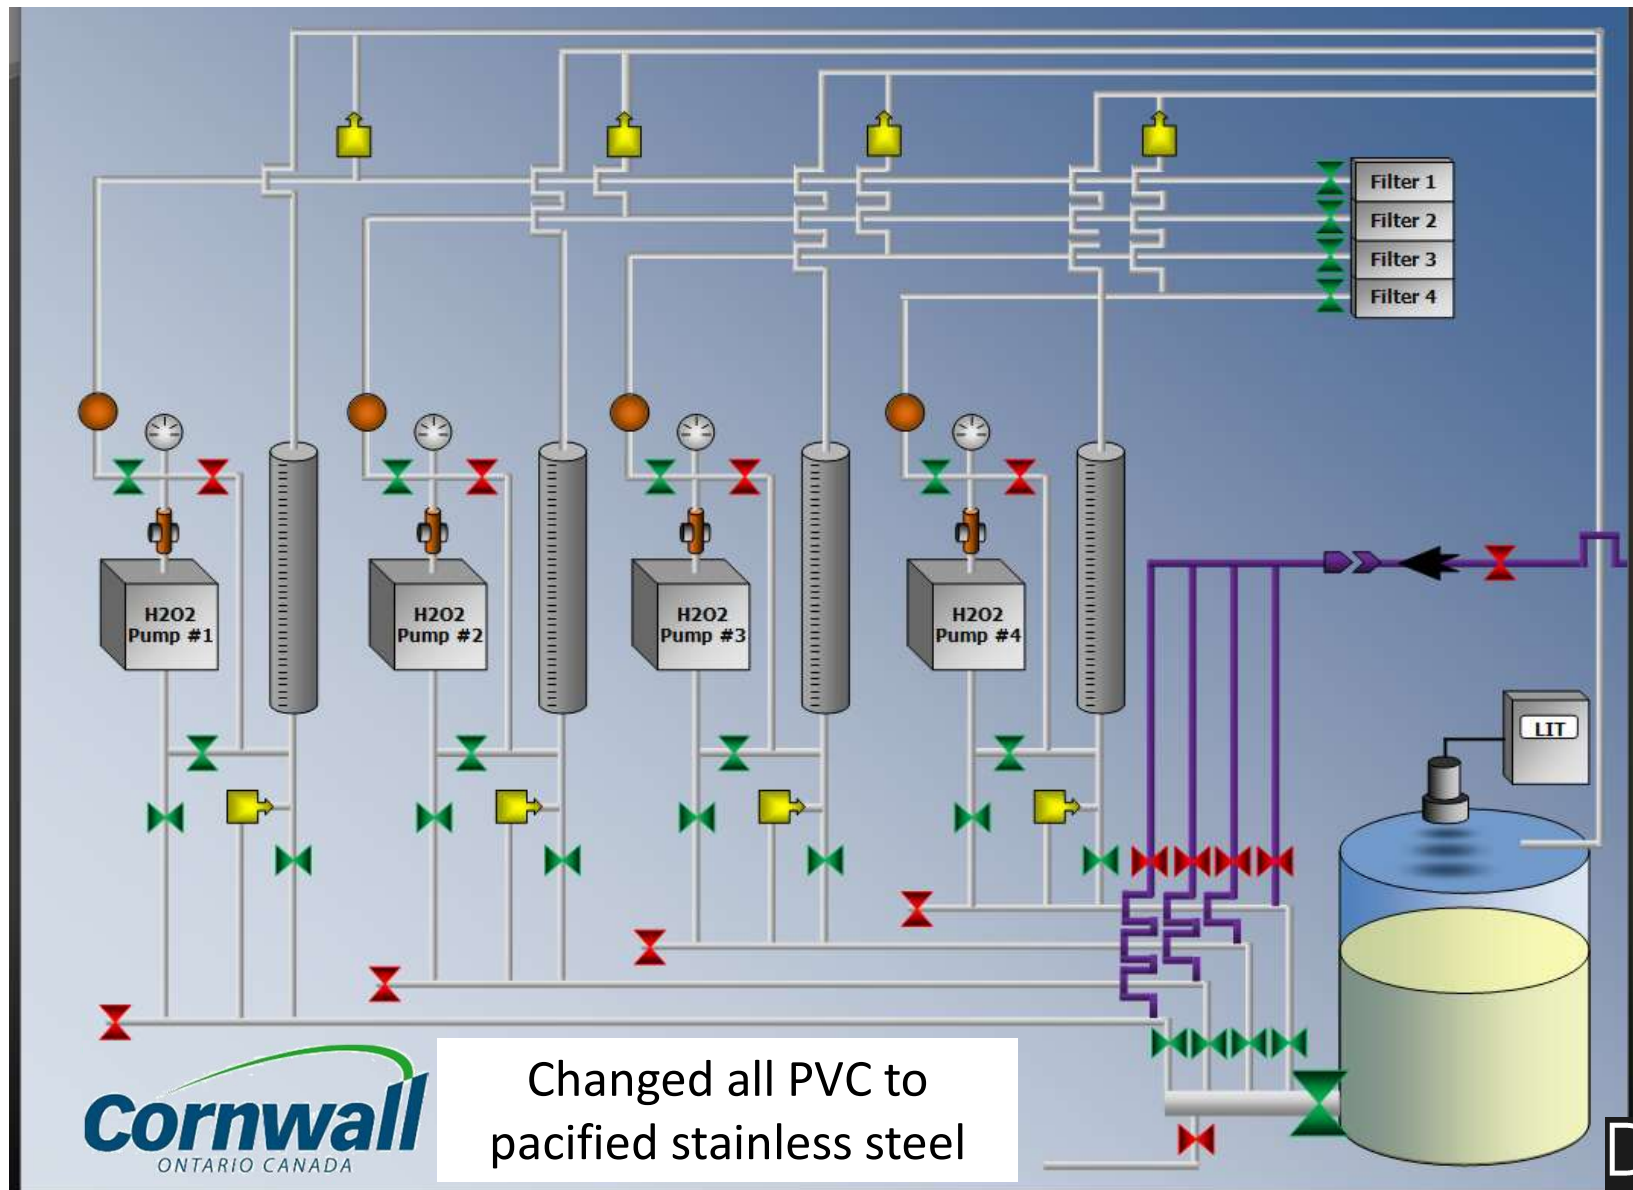 Filter 1
Filter 2
Filter 3
Filter 4
H2O2
Pump #1
H2O2
Pump #2
H2O2
Pump #3
H2O2
Pump #4
LIT
Cornwall
ONTARIO CANADA
Changed all PVC to
pacified stainless steel
D